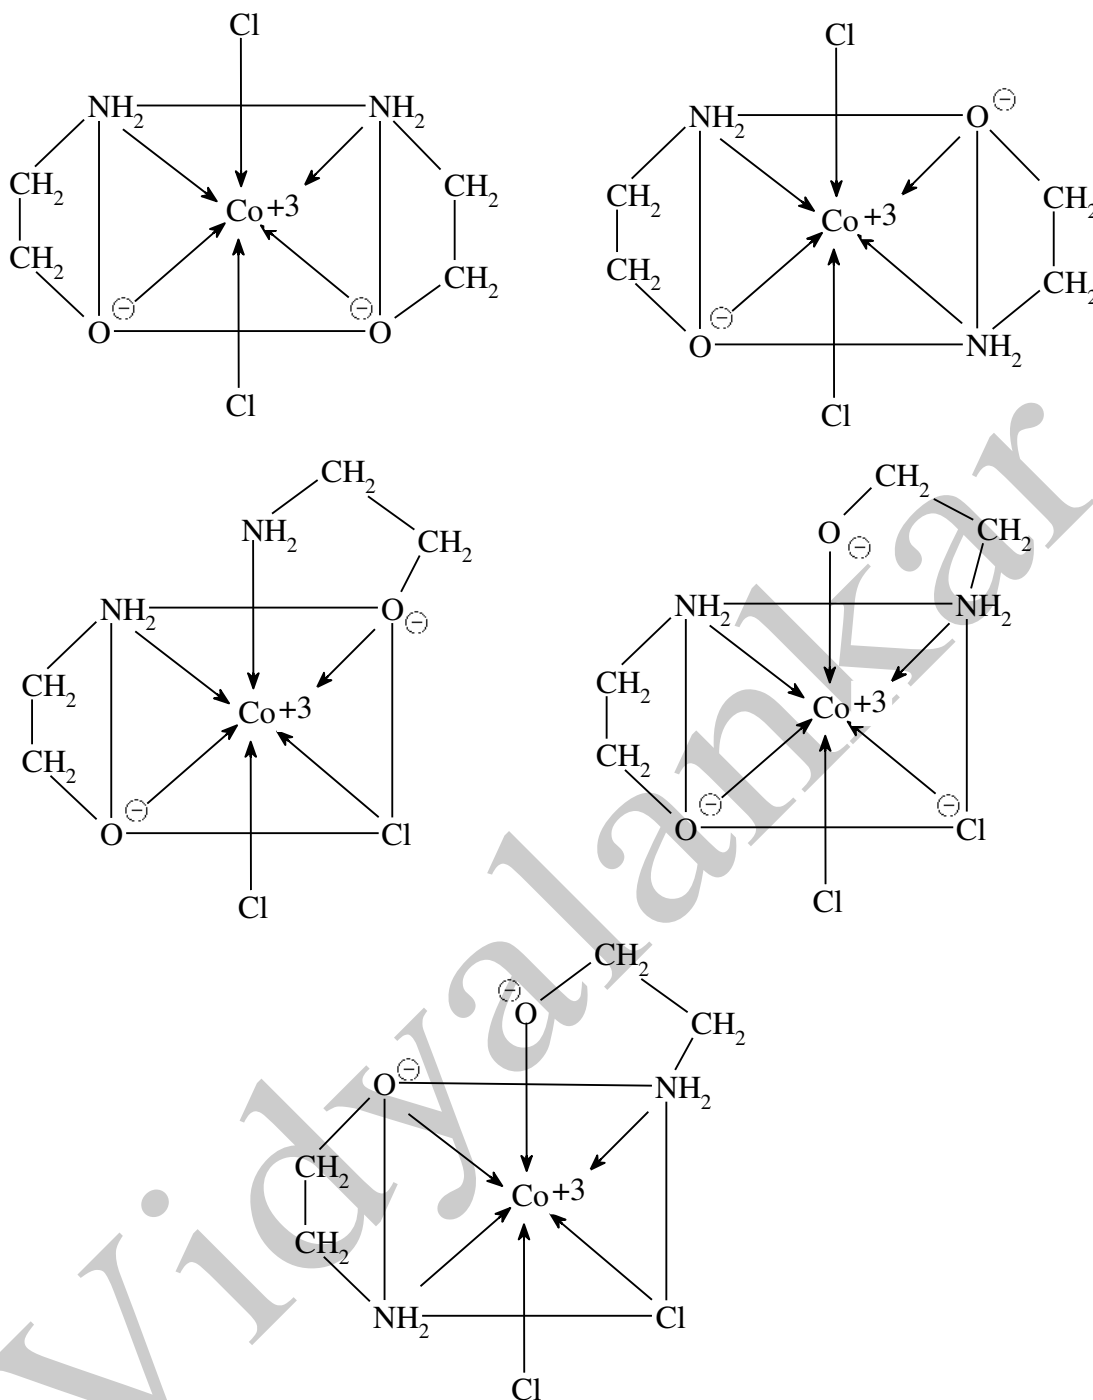 Cl
NH2 NH2
CH2 CH2
Co+3
CH2 CH2
O ⊖ ⊖ O
Cl
Cl
NH2 O ⊖
CH2 CH2
Co+3
CH2 CH2
O ⊖ NH2
Cl
CH2
NH2 CH2
NH2 O ⊖
CH2
Co+3
CH2
O ⊖ Cl
Cl
CH2
O ⊖ CH2
NH2 NH2
CH2
Co+3
CH2
O ⊖ ⊖ Cl
Cl
CH2
⊖ O CH2
O ⊖ NH2
CH2
Co+3
CH2
NH2 Cl
Cl
Vidyalankar